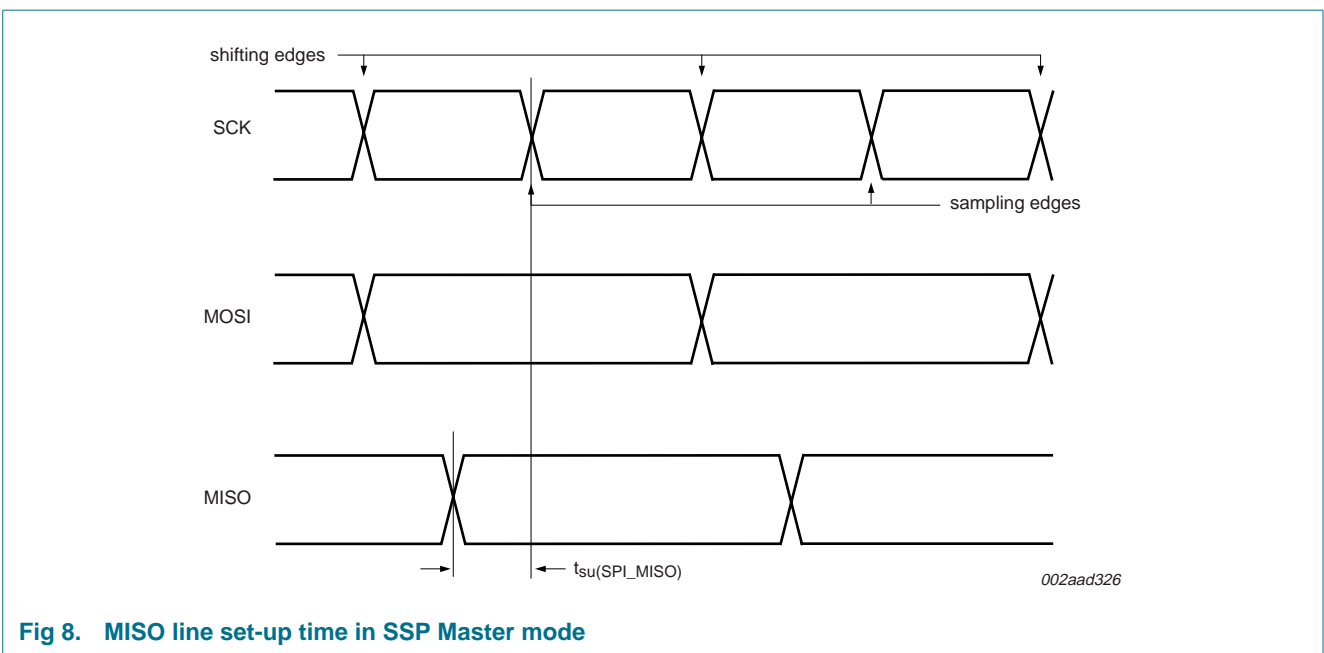 shifting edges
SCK
sampling edges
MOSI
MISO
tsu(SPI_MISO)
002aad326
Fig 8. MISO line set-up time in SSP Master mode